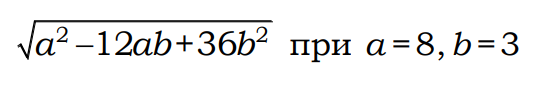 √(a² – 12ab + 36b²) при a = 8, b = 3